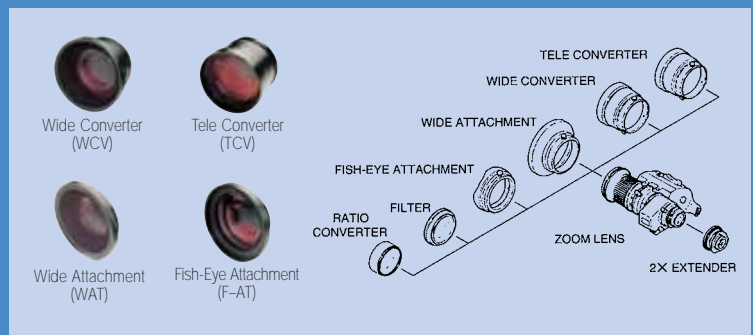 Wide Converter
(WCV)
Tele Converter
(TCV)
Wide Attachment
(WAT)
Fish-Eye Attachment
(F–AT)
TELE CONVERTER
WIDE CONVERTER
WIDE ATTACHMENT
FISH-EYE ATTACHMENT
FILTER
RATIO
CONVERTER
ZOOM LENS
2X EXTENDER